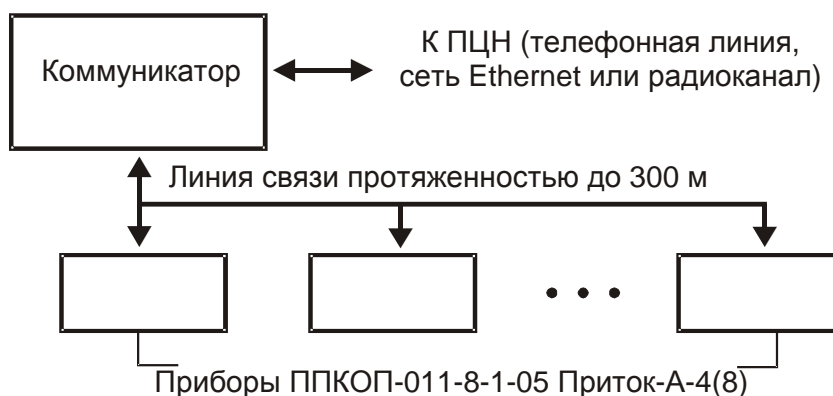 Коммуникатор
К ПЦН (телефонная линия,
сеть Ethernet или радиоканал)
Линия связи протяженностью до 300 м
Приборы ППКОП-011-8-1-05 Приток-А-4(8)